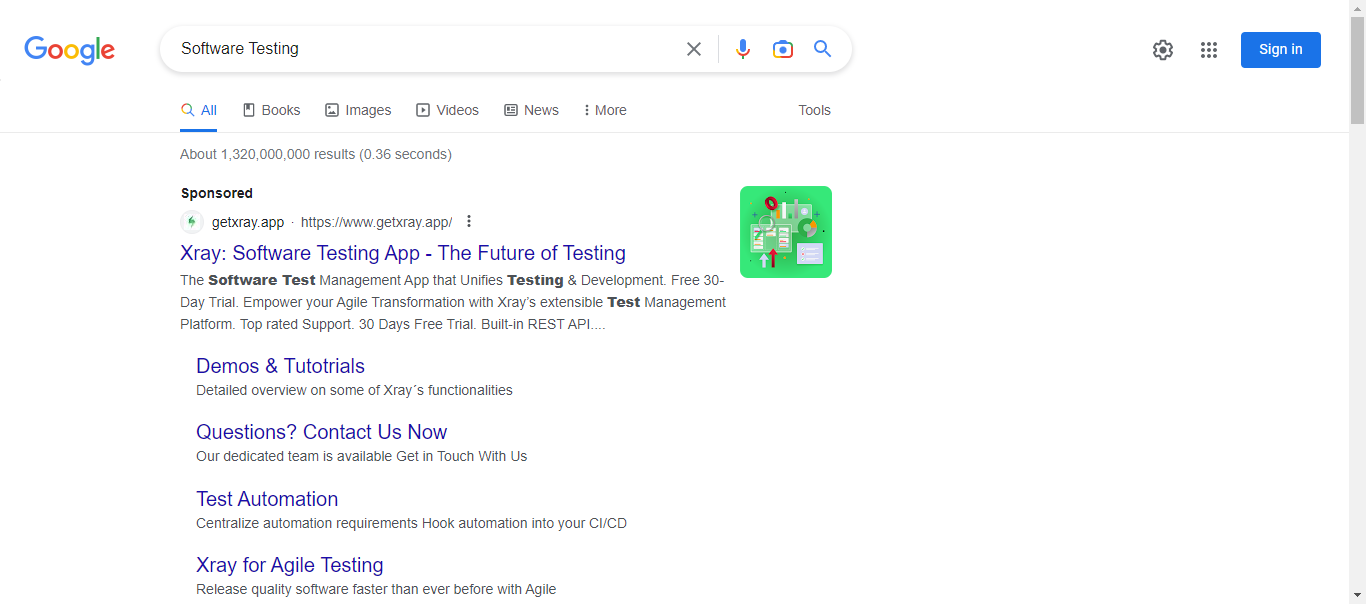 Google
Software Testing
Sign in
All Books Images Videos News More Tools
About 1,320,000,000 results (0.36 seconds)
Sponsored
getxray.app · https://www.getxray.app/
Xray: Software Testing App - The Future of Testing
The Software Test Management App that Unifies Testing & Development. Free 30-
Day Trial. Empower your Agile Transformation with Xray’s extensible Test Management
Platform. Top rated Support. 30 Days Free Trial. Built-in REST API....
Demos & Tutotrials
Detailed overview on some of Xray´s functionalities
Questions? Contact Us Now
Our dedicated team is available Get in Touch With Us
Test Automation
Centralize automation requirements Hook automation into your CI/CD
Xray for Agile Testing
Release quality software faster than ever before with Agile